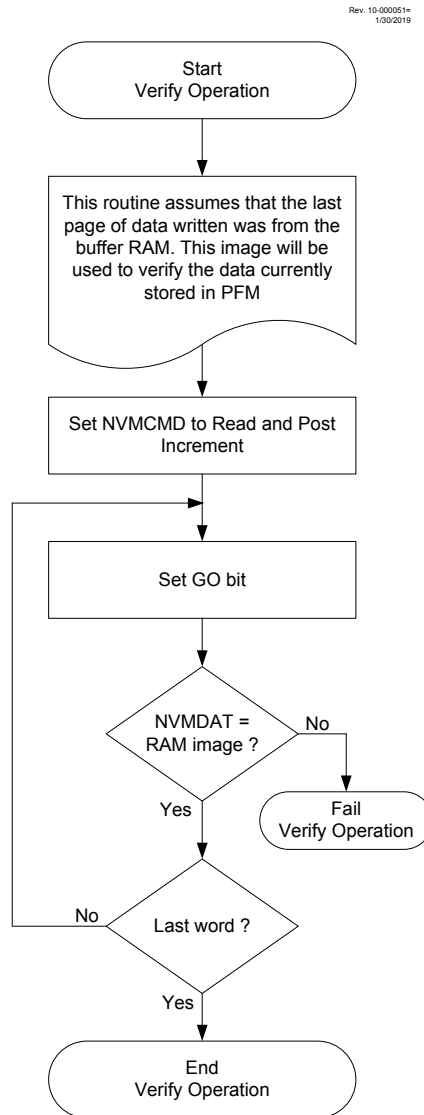 Rev. 10-000051=
1/30/2019
Start
Verify Operation
This routine assumes that the last
page of data written was from the
buffer RAM. This image will be
used to verify the data currently
stored in PFM
Set NVMCMD to Read and Post
Increment
Set GO bit
NVMDAT =
RAM image ?
No
Yes
Fail
Verify Operation
Last word ?
No
Yes
End
Verify Operation